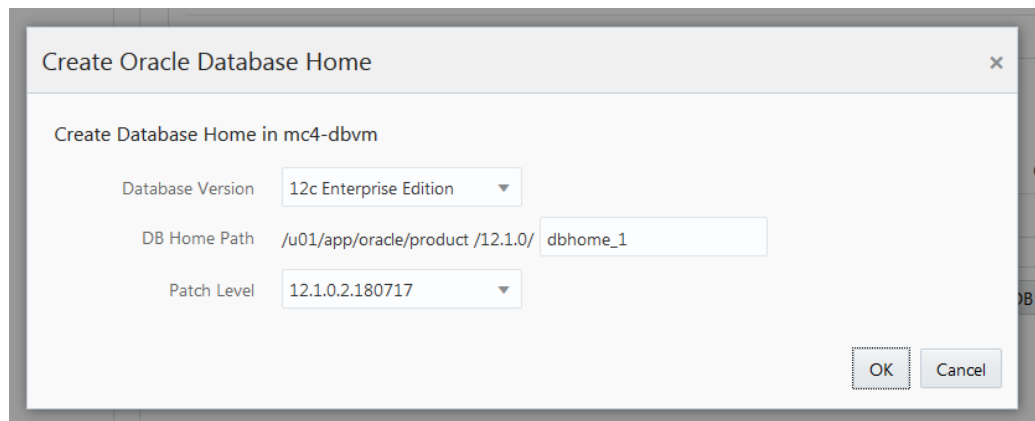 Create Oracle Database Home ×
Create Database Home in mc4-dbvm
Database Version 12c Enterprise Edition
DB Home Path /u01/app/oracle/product /12.1.0/ dbhome_1
Patch Level 12.1.0.2.180717
DB
OK Cancel